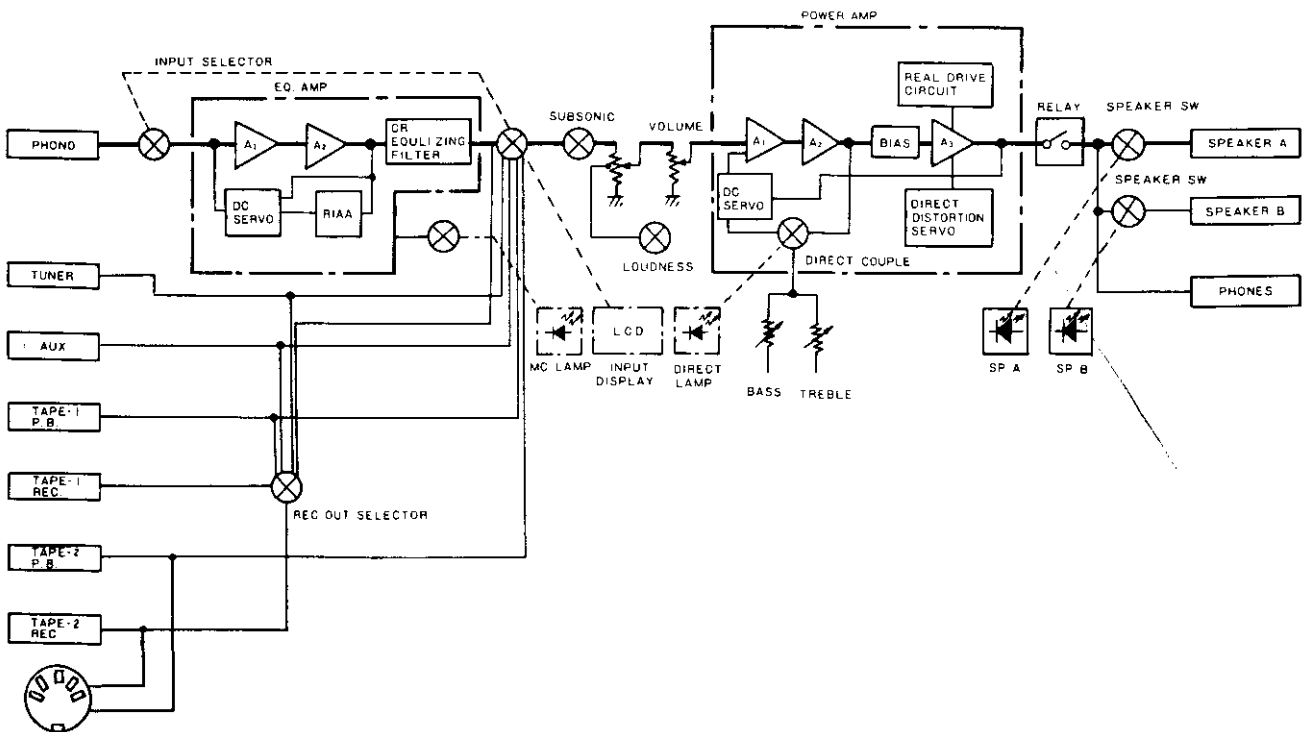 POWER AMP
INPUT SELECTOR
EQ. AMP
SUBSONIC
VOLUME
REAL DRIVE
CIRCUIT
RELAY
SPEAKER SW
PHONO
A1
A2
CR
EQULIZING
FILTER
A1
A2
BIAS
A3
SPEAKER A
SPEAKER SW
DC
SERVO
RIAA
DC
SERVO
DIRECT
DISTORTION
SERVO
SPEAKER B
LOUDNESS
DIRECT COUPLE
TUNER
PHONES
AUX
LCD
MC LAMP
INPUT
DISPLAY
DIRECT
LAMP
BASS
TREBLE
SP A
SP B
TAPE-1
P.B.
TAPE-1
REC.
REC OUT SELECTOR
TAPE-2
P.B.
TAPE-2
REC